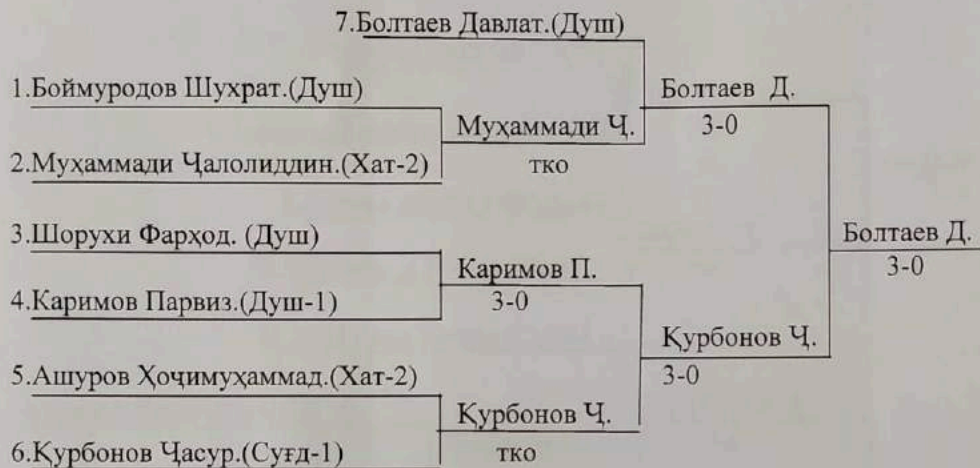 7.Болтаев Давлат.(Душ)
1.Боймуродов Шухрат.(Душ)
Болтаев Д.
3-0
Муҳаммади Ҷ.
тко
2.Муҳаммади Ҷалолиддин.(Хат-2)
3.Шорухи Фарҳод. (Душ)
Болтаев Д.
3-0
Каримов П.
3-0
4.Каримов Парвиз.(Душ-1)
Қурбонов Ҷ.
3-0
5.Ашуров Ҳоҷимуҳаммад.(Хат-2)
Қурбонов Ҷ.
тко
6.Қурбонов Ҷасур.(Суғд-1)